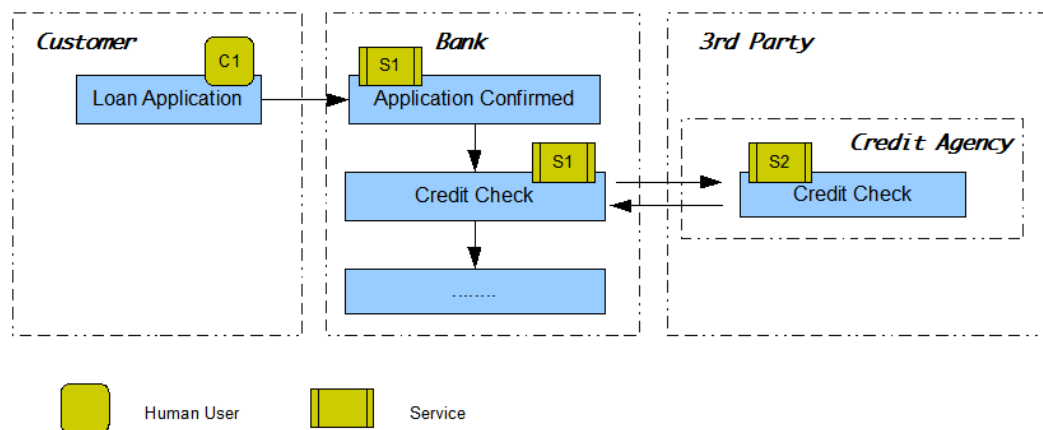 Customer
Bank
3rd Party
C1
S1
Loan Application
Application Confirmed
Credit Agency
S1
S2
Credit Check
Credit Check
........
Human User
Service